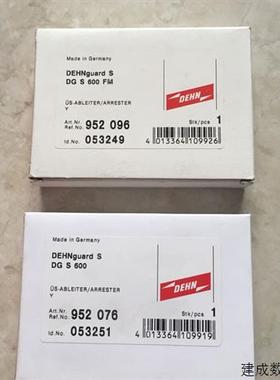 Made in Germany
DEHNguard S
DG S 600 FM
DEHN
ÜS-ABLEITER/ARRESTER
Y
Art.Nr.
Ref.No. 952 096
Stk/pcs 1
Id.No. 053249
4 013364 109926
Made in Germany
DEHNguard S
DG S 600
DEHN
ÜS-ABLEITER/ARRESTER
Y
Art.Nr.
Ref.No. 952 076
Stk/pcs 1
Id.No. 053251
4 013364 109919
建成数